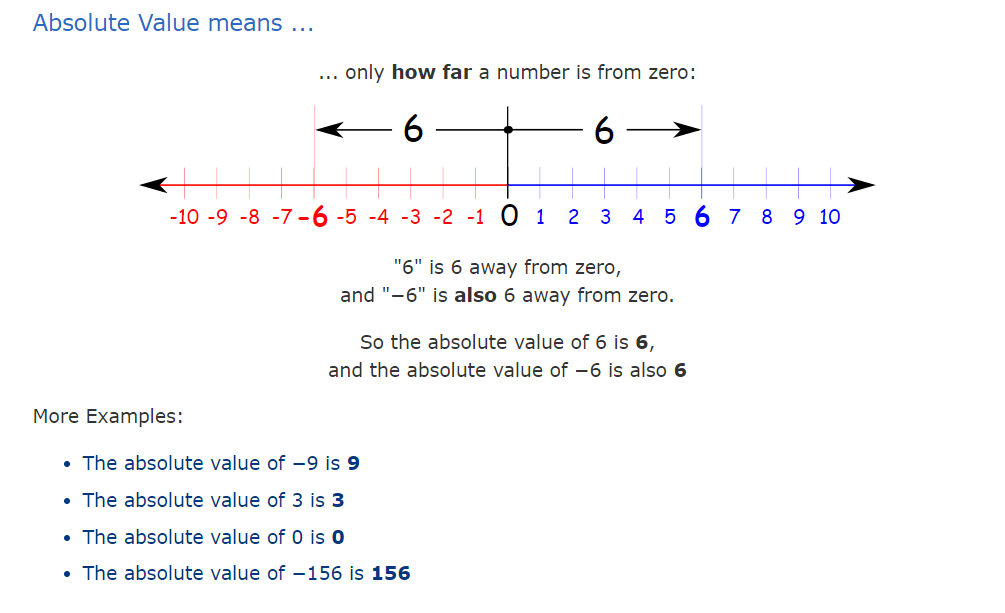 Absolute Value means ...
... only how far a number is from zero:
6 6
-10 -9 -8 -7 -6 -5 -4 -3 -2 -1 0 1 2 3 4 5 6 7 8 9 10
"6" is 6 away from zero,
and "−6" is also 6 away from zero.
So the absolute value of 6 is 6,
and the absolute value of −6 is also 6
More Examples:
• The absolute value of −9 is 9
• The absolute value of 3 is 3
• The absolute value of 0 is 0
• The absolute value of −156 is 156